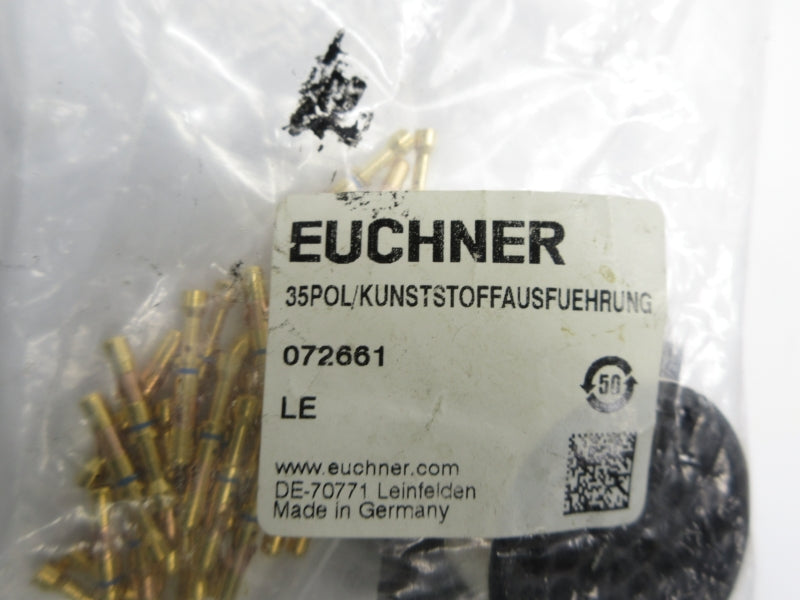 EUCHNER
35POL/KUNSTSTOFFAUSFUEHRUNG
072661
50
LE
www.euchner.com
DE-70771 Leinfelden
Made in Germany